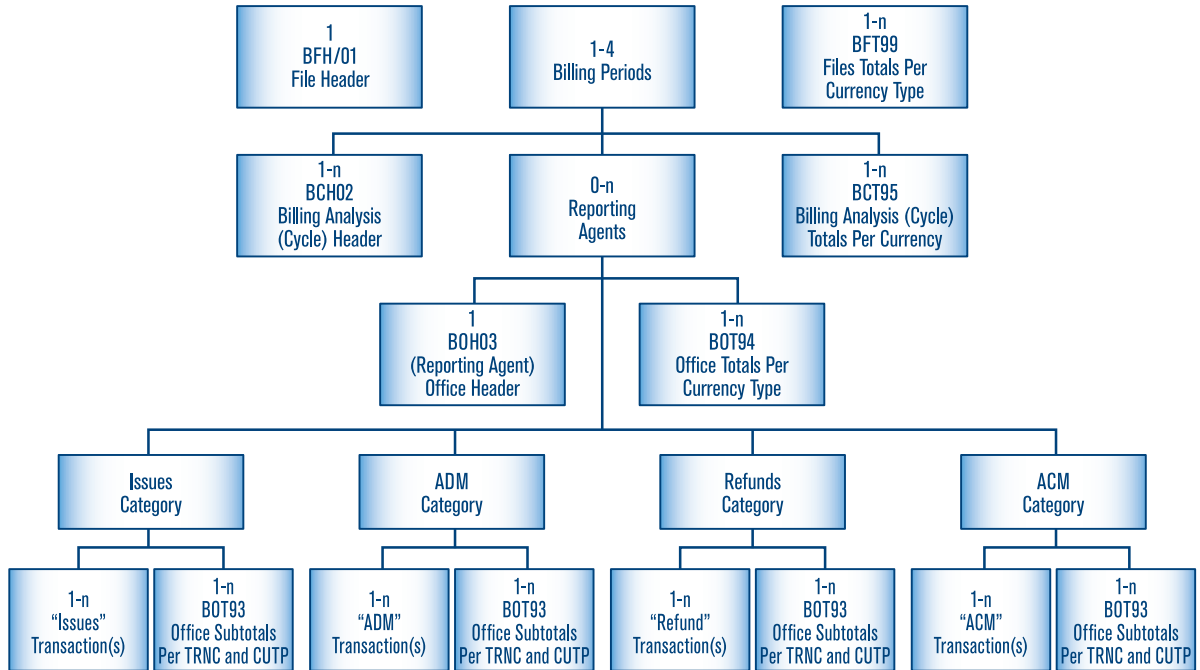 1
BFH/01
File Header
1-4
Billing Periods
1-n
BFT99
Files Totals Per
Currency Type
1-n
BCH02
Billing Analysis
(Cycle) Header
0-n
Reporting
Agents
1-n
BCT95
Billing Analysis (Cycle)
Totals Per Currency
1
BOH03
(Reporting Agent)
Office Header
1-n
BOT94
Office Totals Per
Currency Type
Issues
Category
ADM
Category
Refunds
Category
ACM
Category
1-n
“Issues”
Transaction(s)
1-n
BOT93
Office Subtotals
Per TRNC and CUTP
1-n
“ADM”
Transaction(s)
1-n
BOT93
Office Subtotals
Per TRNC and CUTP
1-n
“Refund”
Transaction(s)
1-n
BOT93
Office Subtotals
Per TRNC and CUTP
1-n
“ACM”
Transaction(s)
1-n
BOT93
Office Subtotals
Per TRNC and CUTP